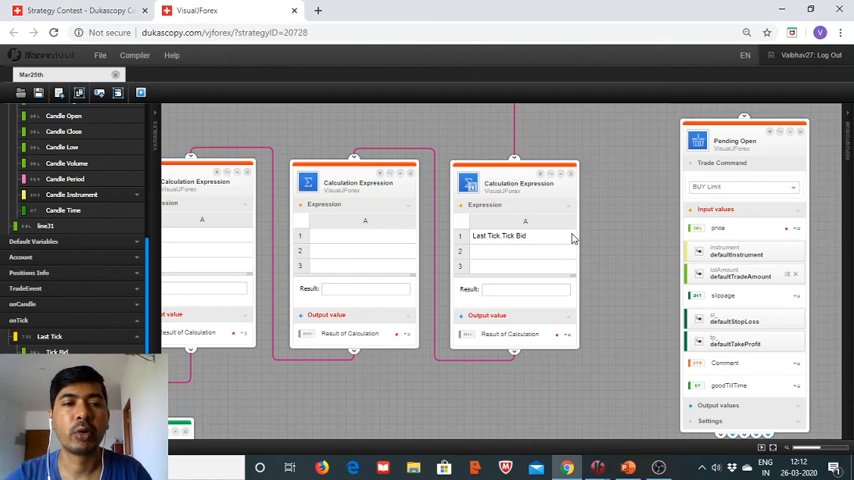 Strategy Contest - Dukascopy
VisualJForex
Not secure
dukascopy.com/vjforex/?strategyID=20728
jforexvisual
File
Compiler
Help
EN
Vaibhav27: Log Out
Mar25th
Candle Open
Candle Close
Candle Low
Candle Volume
Candle Period
Candle Instrument
Candle Time
line31
Default Variables
Account
Positions Info
TradeEvent
onCandle
onTick
Last Tick
Tick Bid
VARIABLES
REPOSITORIUM
Calculation Expression
VisualJForex
Expression
A
Output value
Result of Calculation
Calculation Expression
VisualJForex
Expression
A
1
2
3
Result:
Output value
Result of Calculation
Calculation Expression
VisualJForex
Expression
A
1 Last Tick.Tick Bid
2
3
Result:
Output value
Result of Calculation
Pending Open
VisualJForex
Trade Command
BUY Limit
Input values
price
instrument
defaultInstrument
defaultTradeAmount
slippage
defaultStopLoss
defaultTakeProfit
Comment
goodTillTime
Output values
Settings
ENG
IN
12:12
26-03-2020